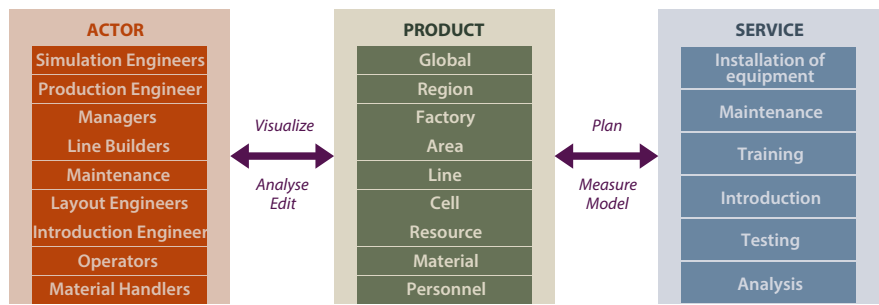 ACTOR
Simulation Engineers
Production Engineer
Managers
Line Builders
Maintenance
Layout Engineers
Introduction Engineer
Operators
Material Handlers
Visualize
Analyse
Edit
PRODUCT
Global
Region
Factory
Area
Line
Cell
Resource
Material
Personnel
Plan
Measure
Model
SERVICE
Installation of
equipment
Maintenance
Training
Introduction
Testing
Analysis